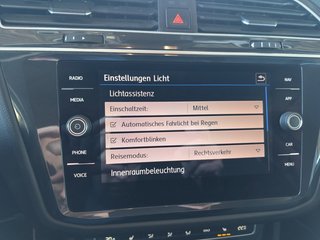 RADIO
MEDIA
PHONE
VOICE
Einstellungen Licht
Lichtassistenz
Einschaltzeit: Mittel
Automatisches Fahrlicht bei Regen
Komfortblinken
Reisemodus: Rechtsverkehr
Innenraumbeleuchtung
NAV
APP
CAR
MENU